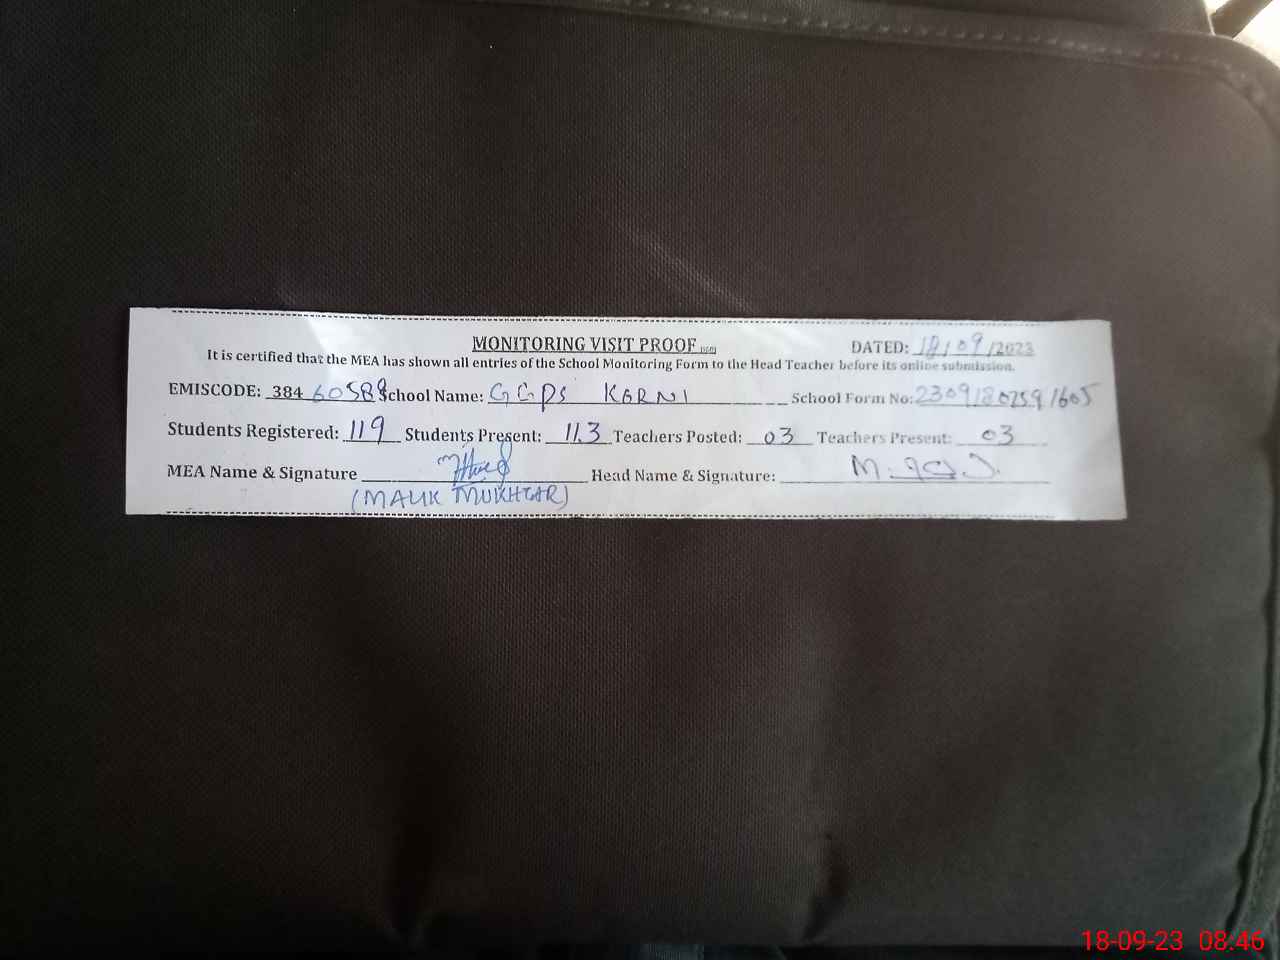 MONITORING VISIT PROOF
DATED: 18/09/2023
It is certified that the MEA has shown all entries of the School Monitoring Form to the Head Teacher before its online submission.
EMISCODE: 384 60588 School Name: GGPS KARNI School Form No: 23091802591605
Students Registered: 119 Students Present: 113 Teachers Posted: 03 Teachers Present: 03
MEA Name & Signature Head Name & Signature:
(MALIK MUKHTAR)
18-09-23 08:46